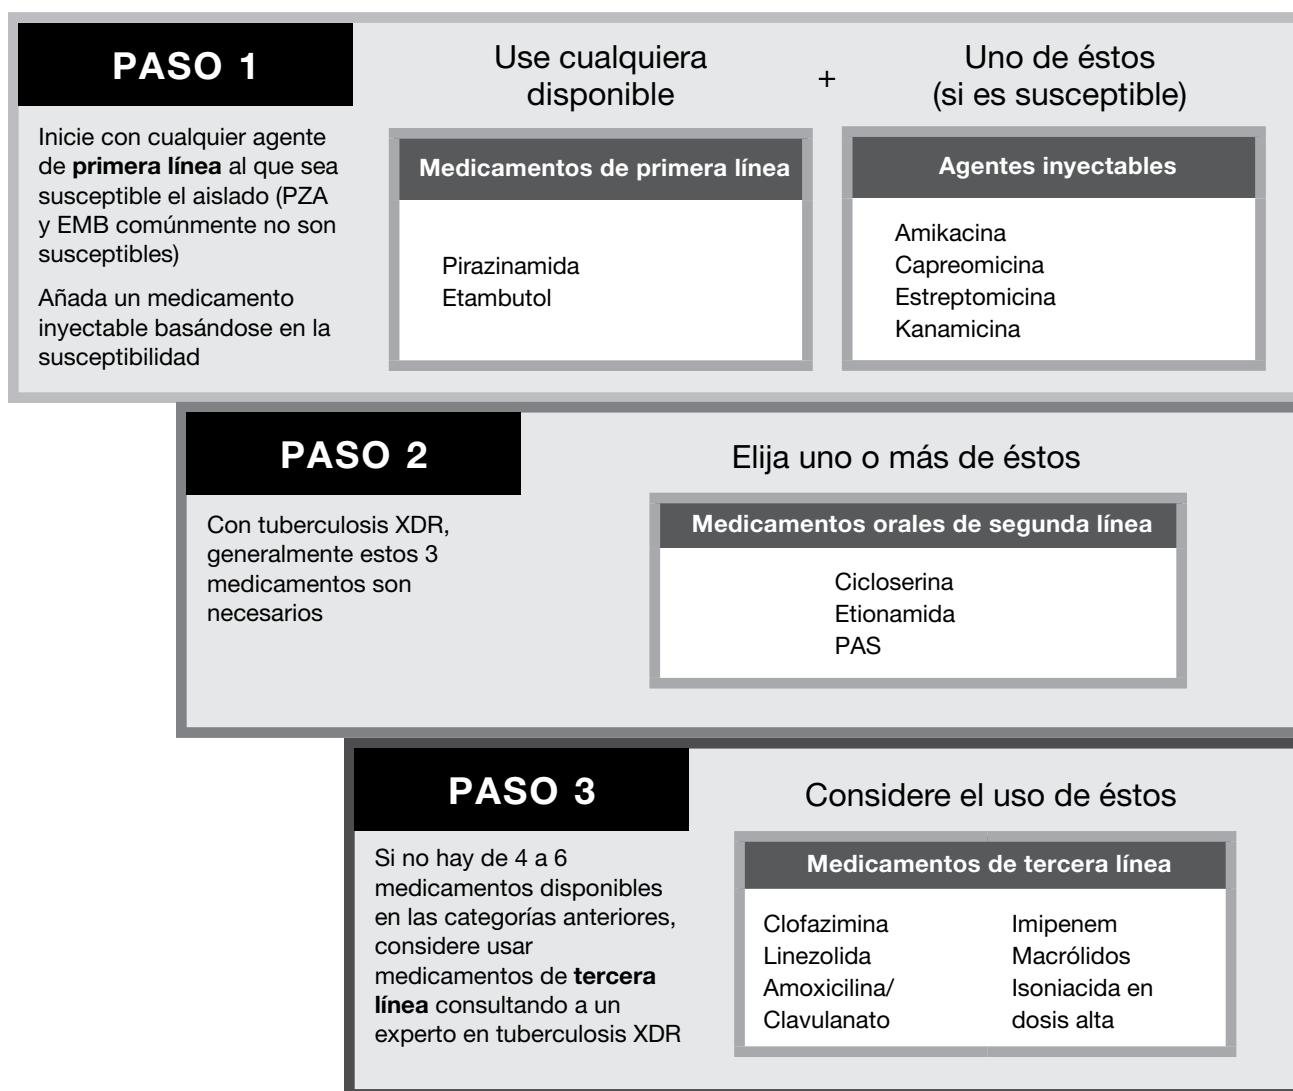 PASO 1
Inicie con cualquier agente
de primera línea al que sea
susceptible el aislado (PZA
y EMB comúnmente no son
susceptibles)
Añada un medicamento
inyectable basándose en la
susceptibilidad
Use cualquiera
disponible
+
Uno de éstos
(si es susceptible)
Medicamentos de primera línea
Pirazinamida
Etambutol
Agentes inyectables
Amikacina
Capreomicina
Estreptomicina
Kanamicina
PASO 2
Con tuberculosis XDR,
generalmente estos 3
medicamentos son
necesarios
Elija uno o más de éstos
Medicamentos orales de segunda línea
Cicloserina
Etionamida
PAS
PASO 3
Si no hay de 4 a 6
medicamentos disponibles
en las categorías anteriores,
considere usar
medicamentos de tercera
línea consultando a un
experto en tuberculosis XDR
Considere el uso de éstos
Medicamentos de tercera línea
Clofazimina
Linezolida
Amoxicilina/
Clavulanato
Imipenem
Macrólidos
Isoniacida en
dosis alta